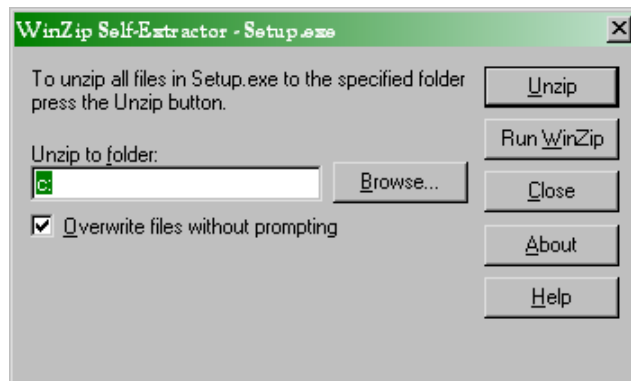 WinZip Self-Extractor - Setup.exe
To unzip all files in Setup.exe to the specified folder
press the Unzip button.
Unzip to folder:
c:
Browse...
Overwrite files without prompting
Unzip
Run WinZip
Close
About
Help